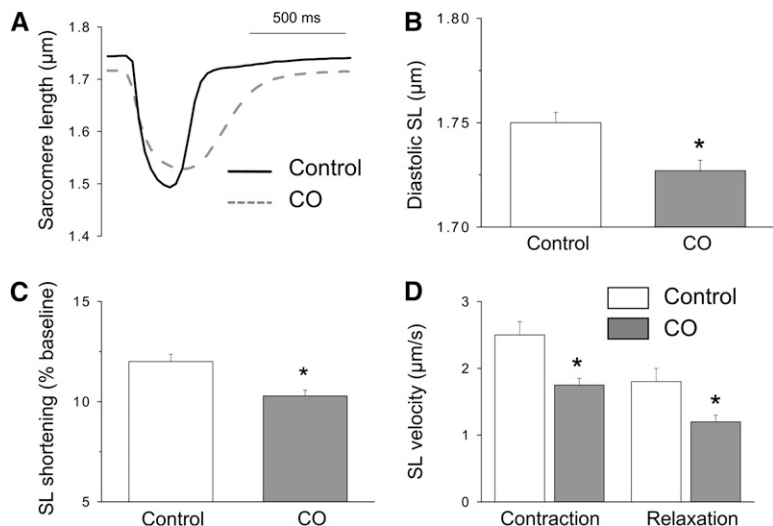 A
500 ms
Sarcomere length (μm)
1.8
1.7
1.6
1.5
1.4
Control
CO
B
Diastolic SL (μm)
1.80
1.75
1.70
*
Control
CO
C
SL shortening (% baseline)
15
10
5
*
Control
CO
D
SL velocity (μm/s)
3
2
1
0
Control
CO
*
*
Contraction
Relaxation